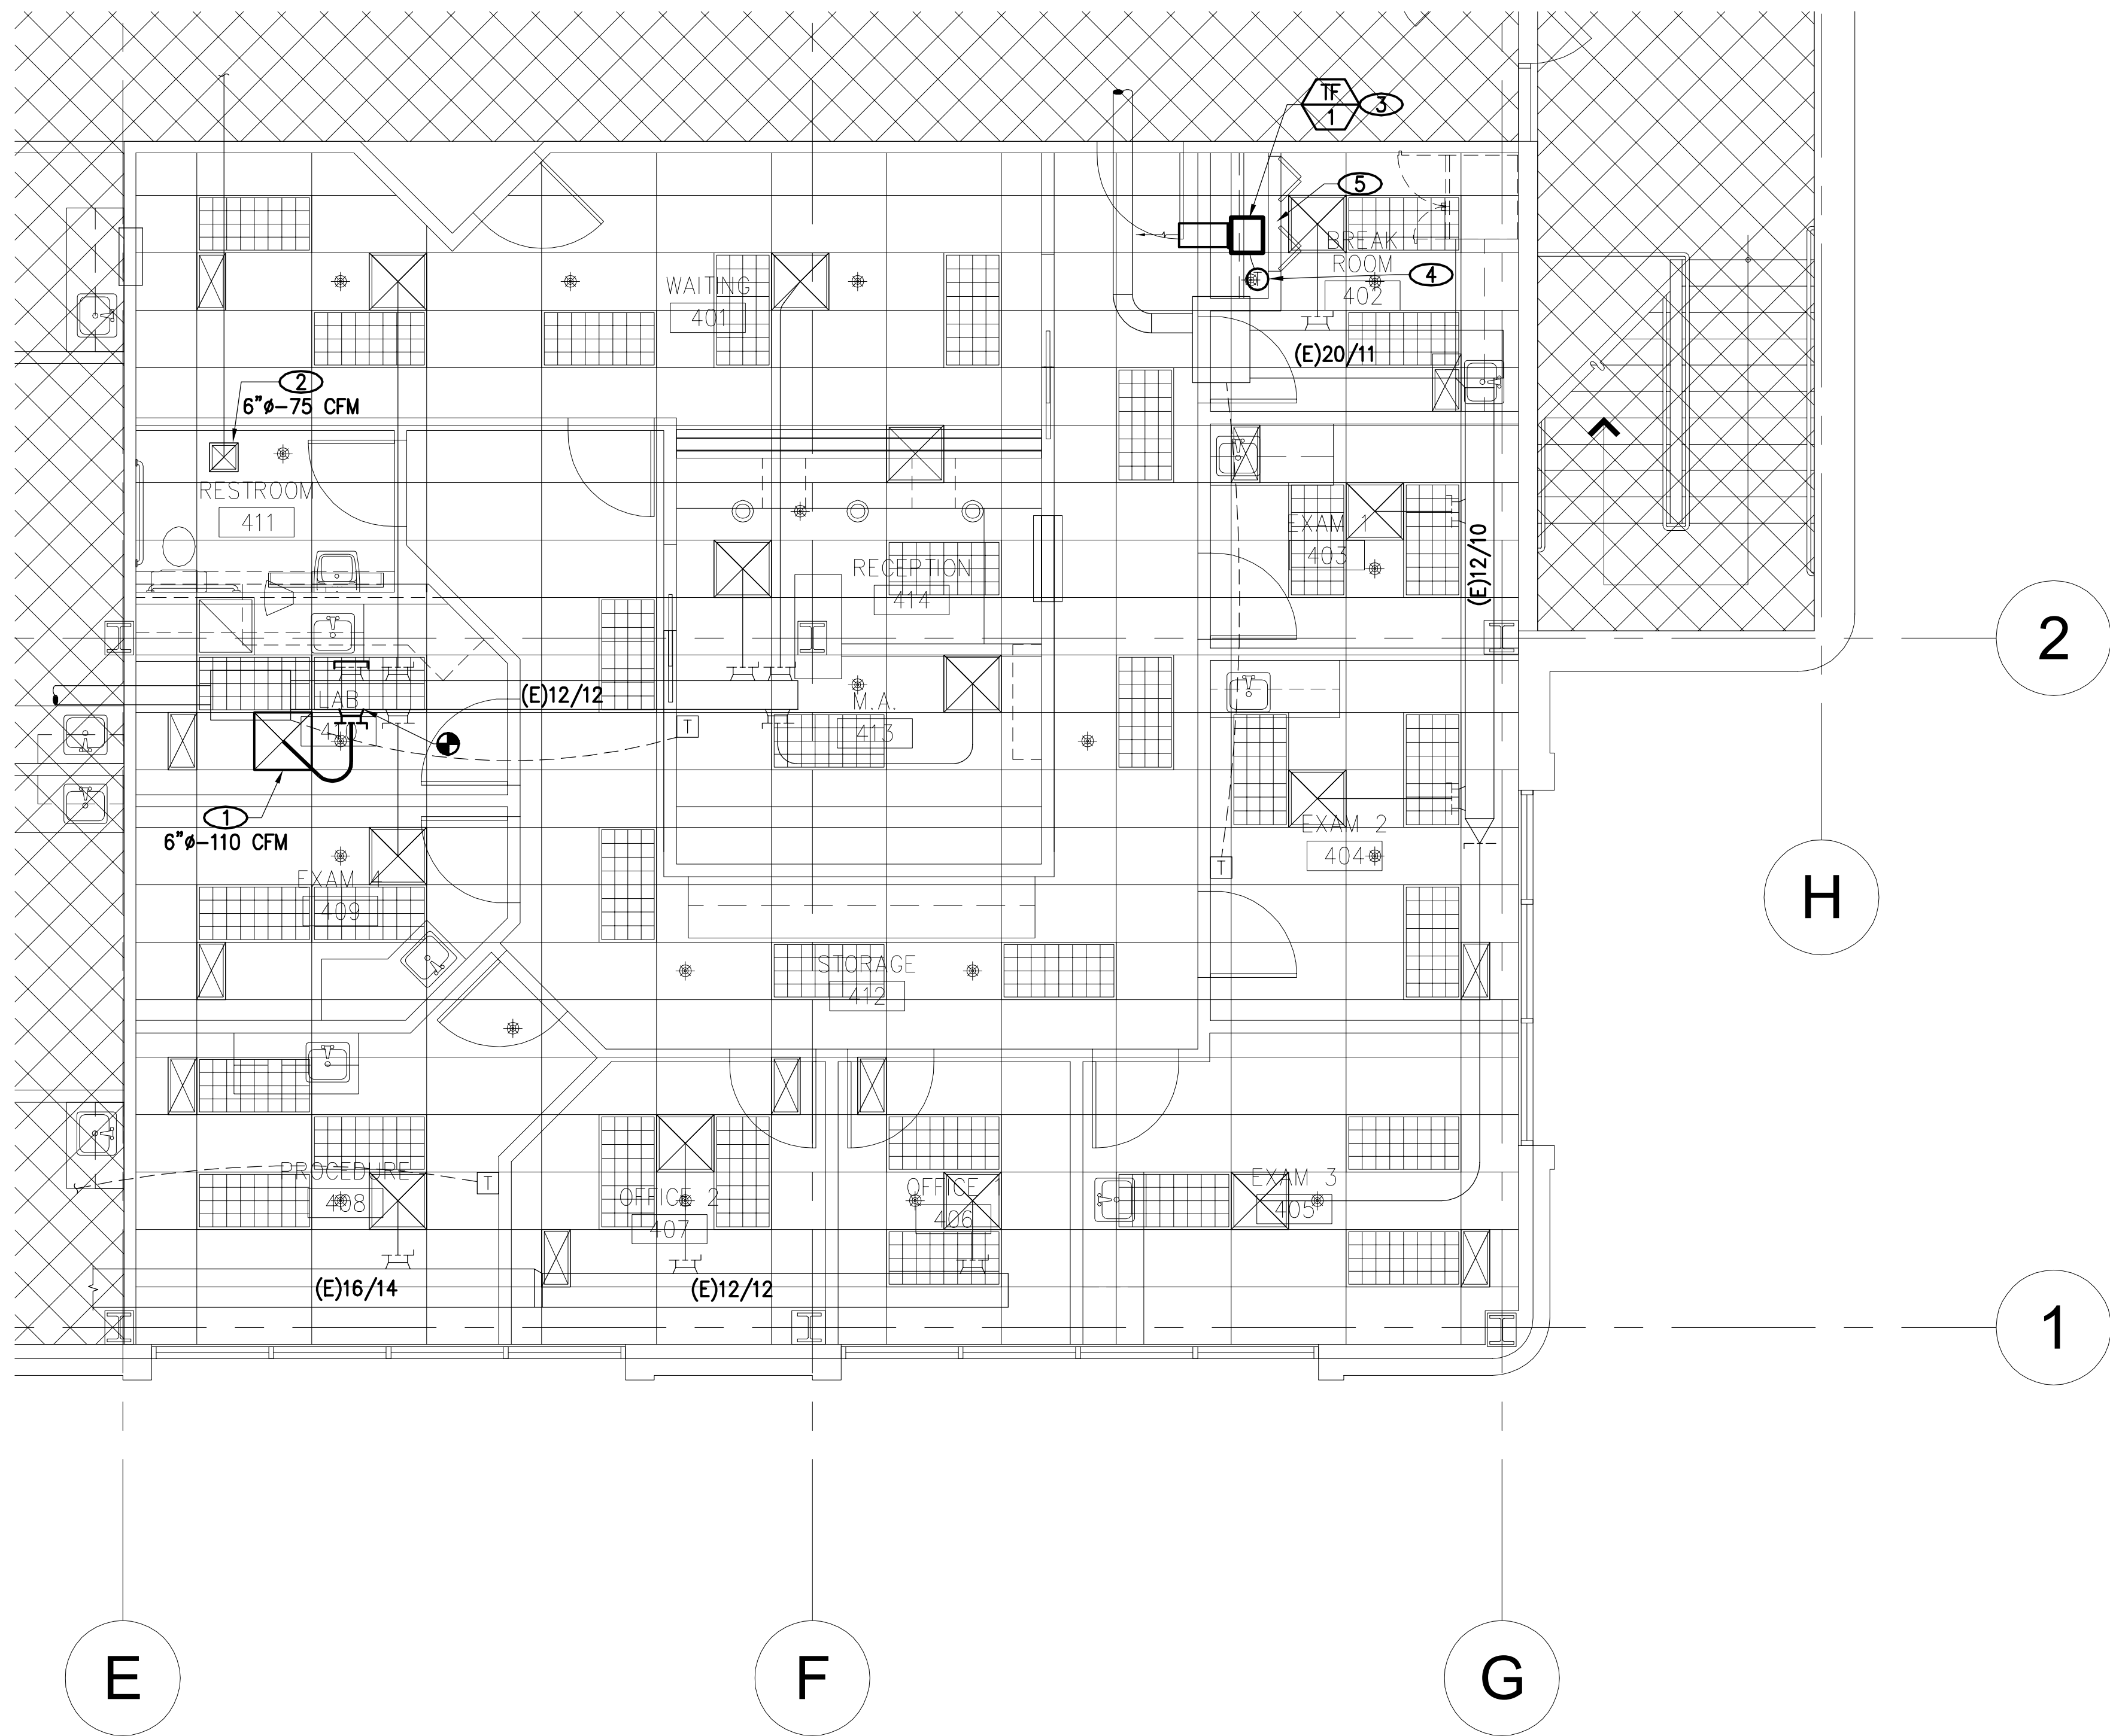 TF
1
3
5
BREAK
ROOM
402
4
WAITING
401
(E)20/11
2
6"ø-75 CFM
RESTROOM
411
EXAM 1
403
(E)12/10
RECEPTION
414
2
LAB
410
(E)12/12
M.A.
413
T
1
6"ø-110 CFM
EXAM 2
404
T
EXAM 4
409
H
STORAGE
412
PROCEDURE
408
T
OFFICE 2
407
OFFICE 1
406
EXAM 3
405
(E)16/14
(E)12/12
1
E
F
G